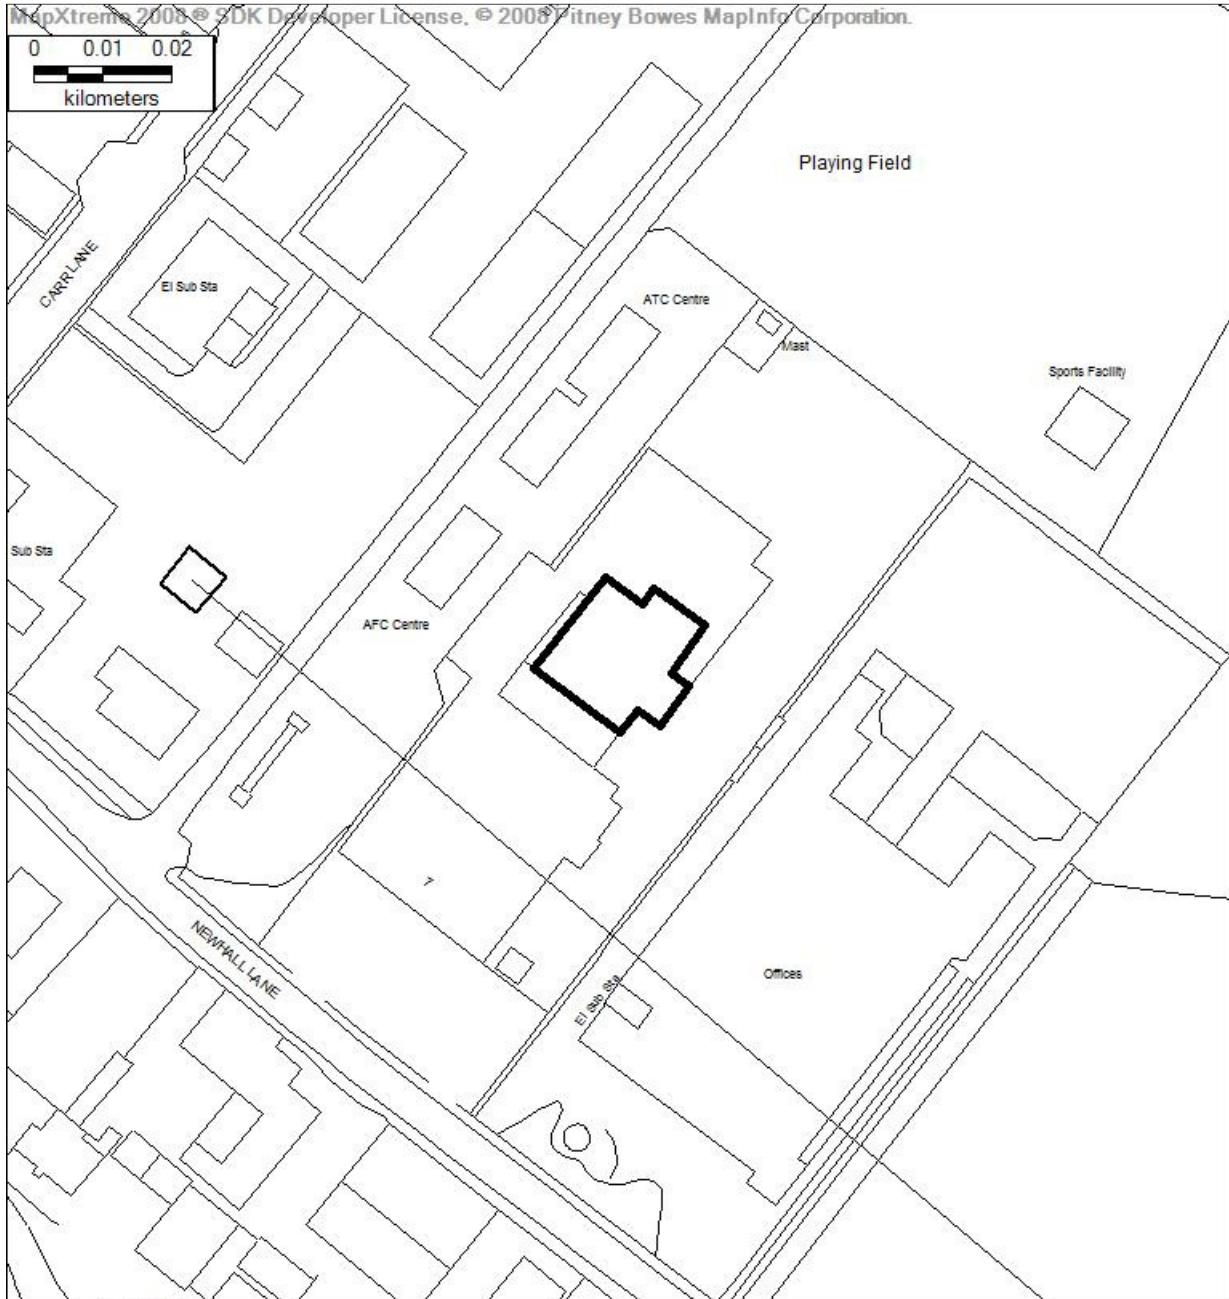 MapXtreme 2008 ® SDK Developer License, © 2008 Pitney Bowes MapInfo Corporation.
0 0.01 0.02
kilometers
Playing Field
CARR LANE
El Sub Sta
ATC Centre
Mast
Sports Facility
Sub Sta
AFC Centre
7
NEWHALL LANE
El Sub Sta
Offices